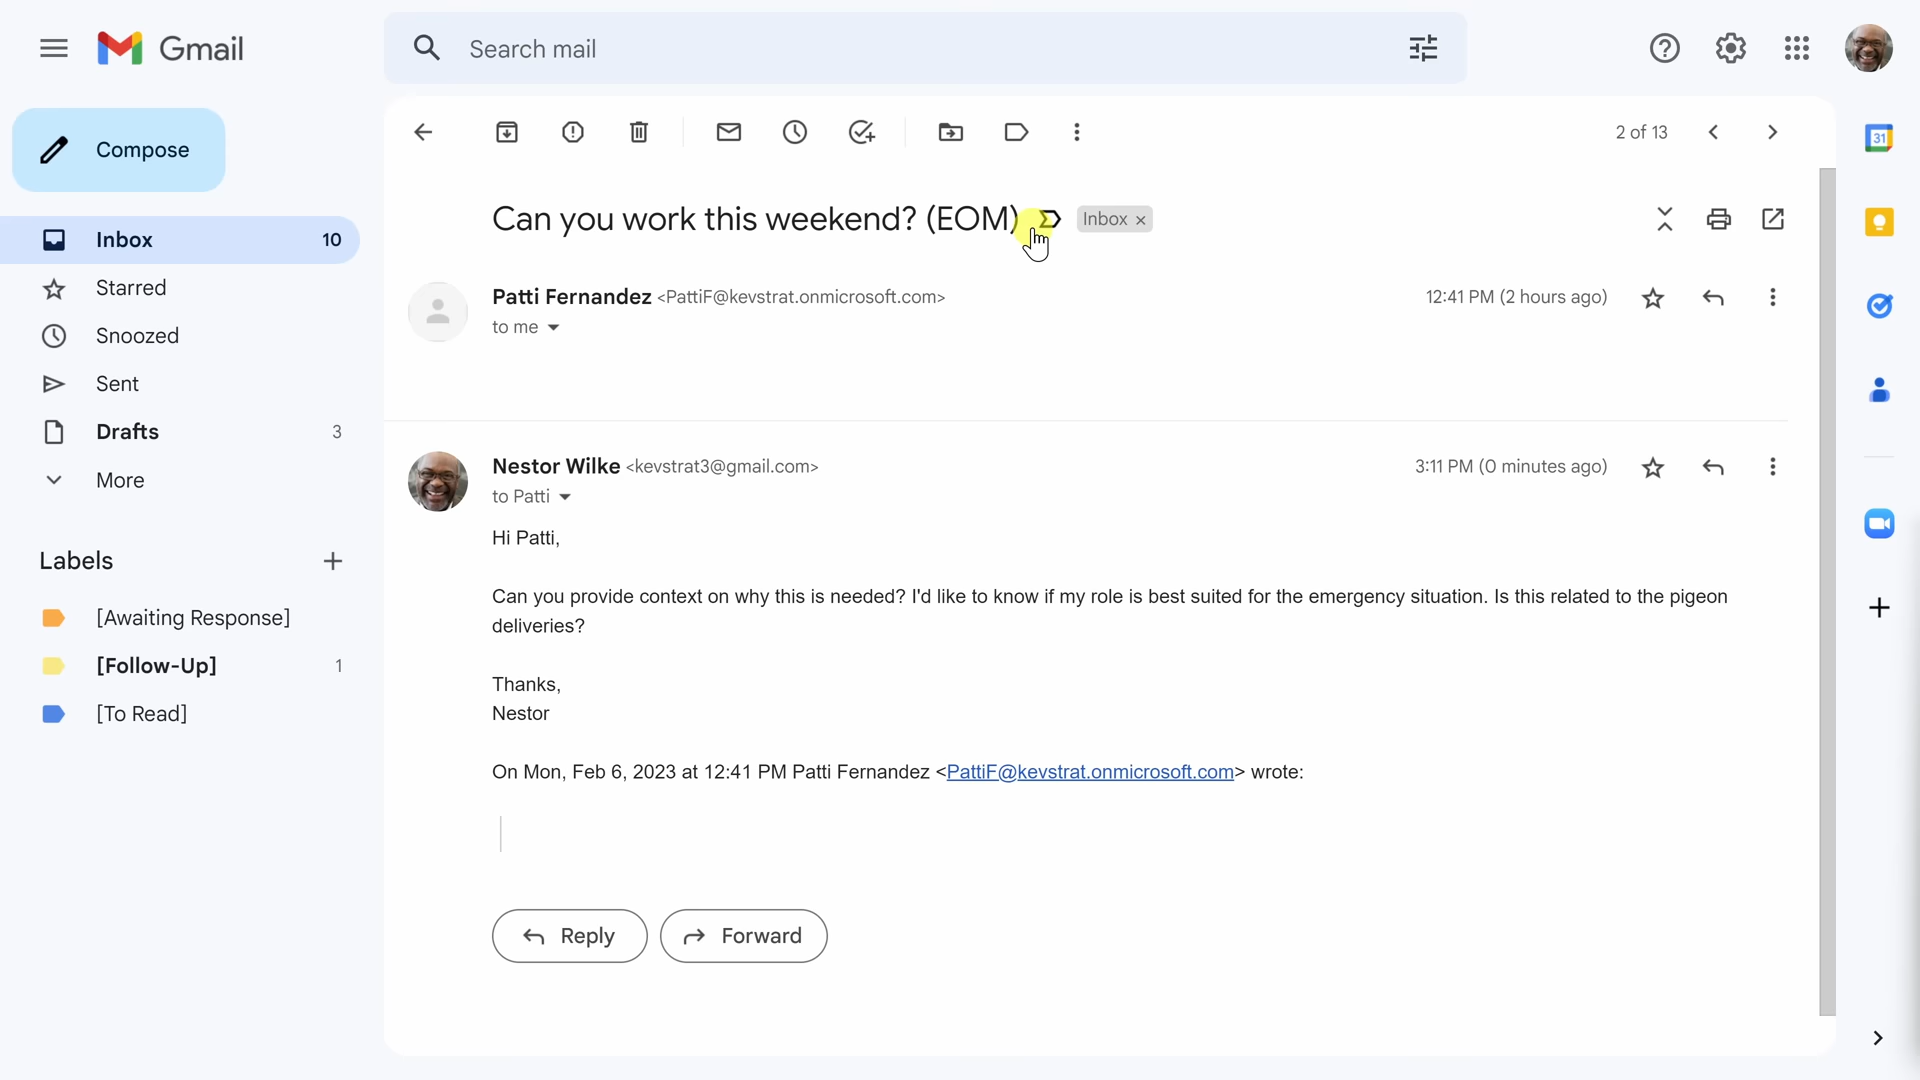 Gmail
Search mail
Compose
Inbox 10
Starred
Snoozed
Sent
Drafts 3
More
Labels
[Awaiting Response]
[Follow-Up] 1
[To Read]
2 of 13
Can you work this weekend? (EOM)
Inbox ×
Patti Fernandez <PattiF@kevstrat.onmicrosoft.com>
12:41 PM (2 hours ago)
to me
Nestor Wilke <kevstrat3@gmail.com>
3:11 PM (0 minutes ago)
to Patti
Hi Patti,
Can you provide context on why this is needed? I'd like to know if my role is best suited for the emergency situation. Is this related to the pigeon
deliveries?
Thanks,
Nestor
On Mon, Feb 6, 2023 at 12:41 PM Patti Fernandez <PattiF@kevstrat.onmicrosoft.com> wrote:
Reply
Forward
31